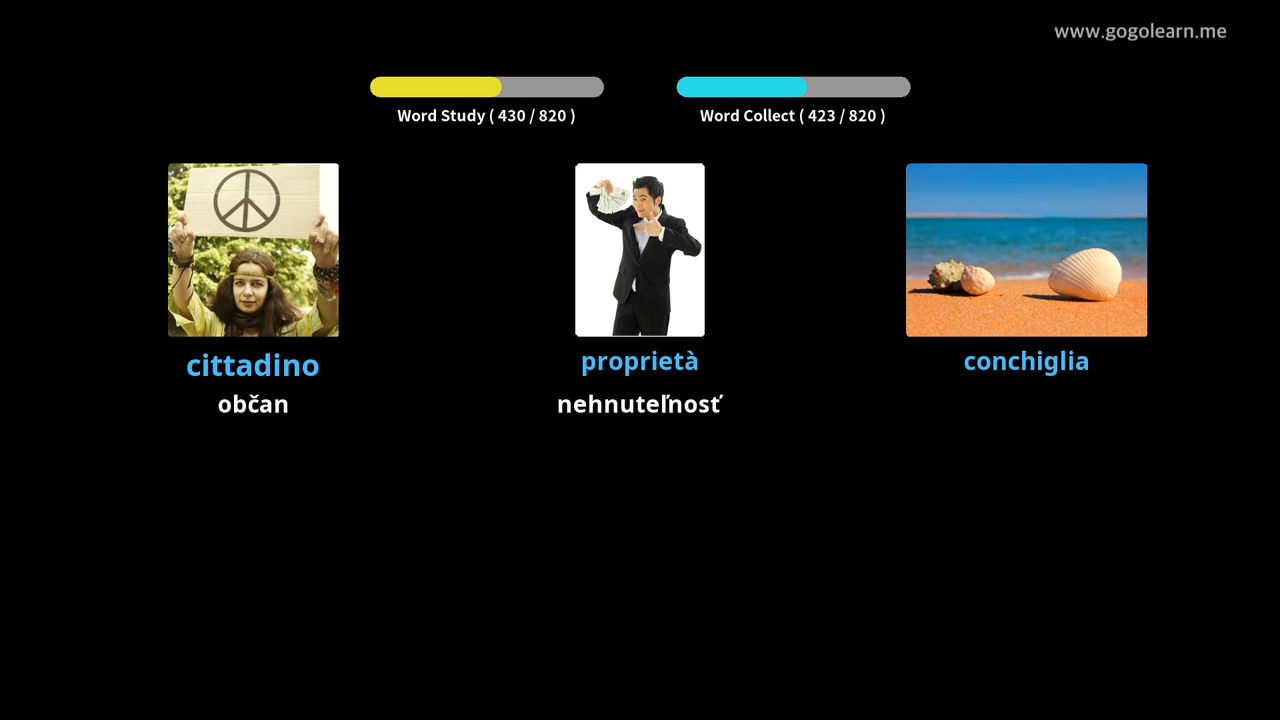 www.gogolearn.me
Word Study ( 430 / 820 )
Word Collect ( 423 / 820 )
cittadino
proprietà
conchiglia
občan
nehnuteľnosť